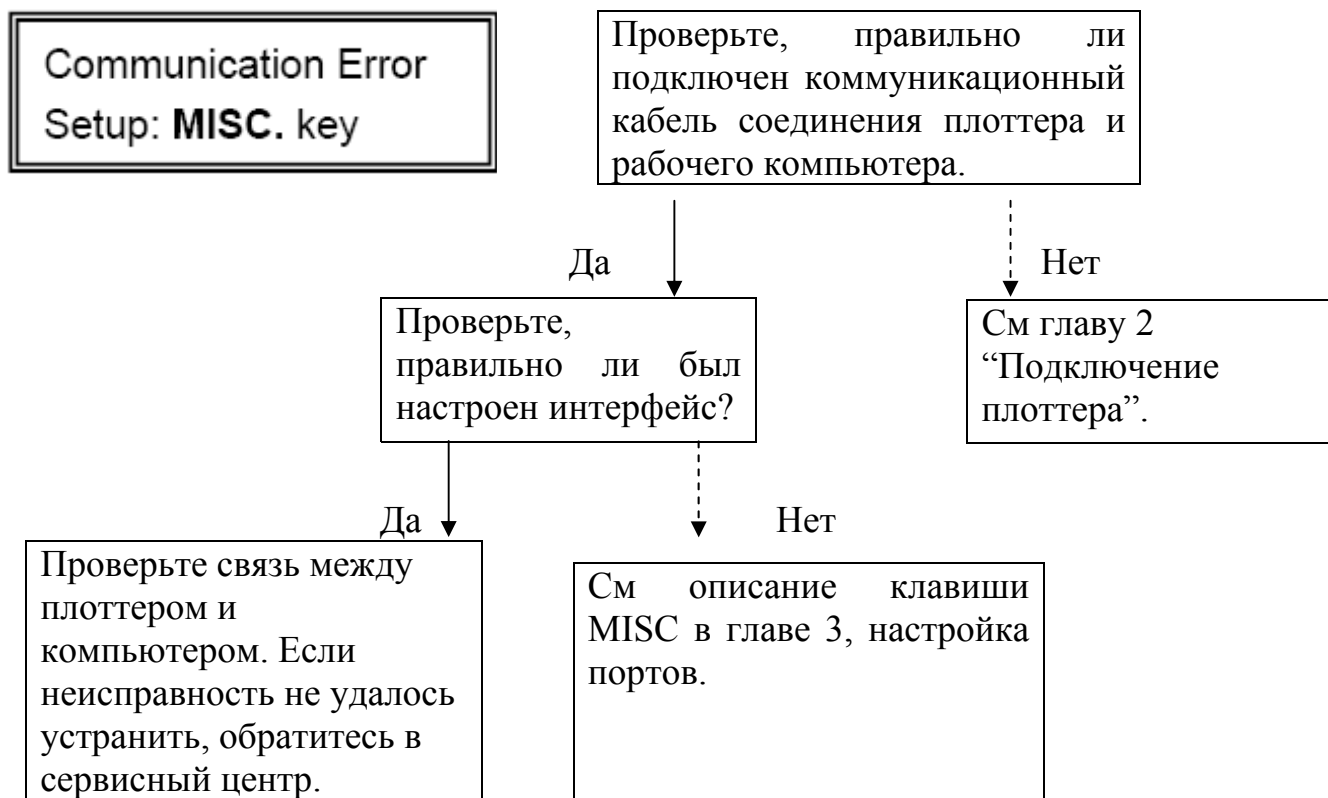 Communication Error
Setup: MISC. key
Проверьте, правильно ли
подключен коммуникационный
кабель соединения плоттера и
рабочего компьютера.
Да
Нет
Проверьте,
правильно ли был
настроен интерфейс?
См главу 2
“Подключение
плоттера”.
Да
Нет
Проверьте связь между
плоттером и
компьютером. Если
неисправность не удалось
устранить, обратитесь в
сервисный центр.
См описание клавиши
MISC в главе 3, настройка
портов.